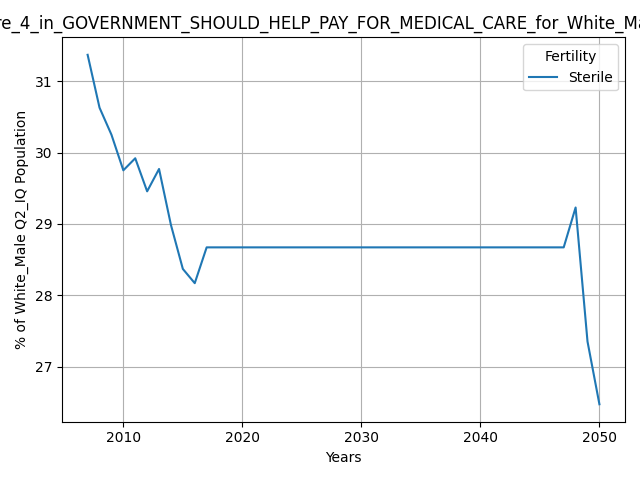 re_4_in_GOVERNMENT_SHOULD_HELP_PAY_FOR_MEDICAL_CARE_for_White_Ma
Fertility
Sterile
% of White_Male Q2_IQ Population
31
30
29
28
27
2010
2020
2030
2040
2050
Years